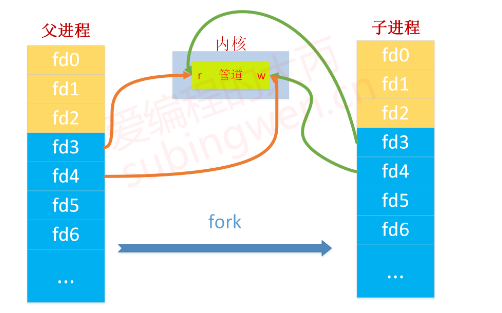 父进程
fd0
fd1
fd2
fd3
fd4
fd5
fd6
...
内核
r 管道 w
fork
子进程
fd0
fd1
fd2
fd3
fd4
fd5
fd6
...
爱编程的大丙
subingwen.cn